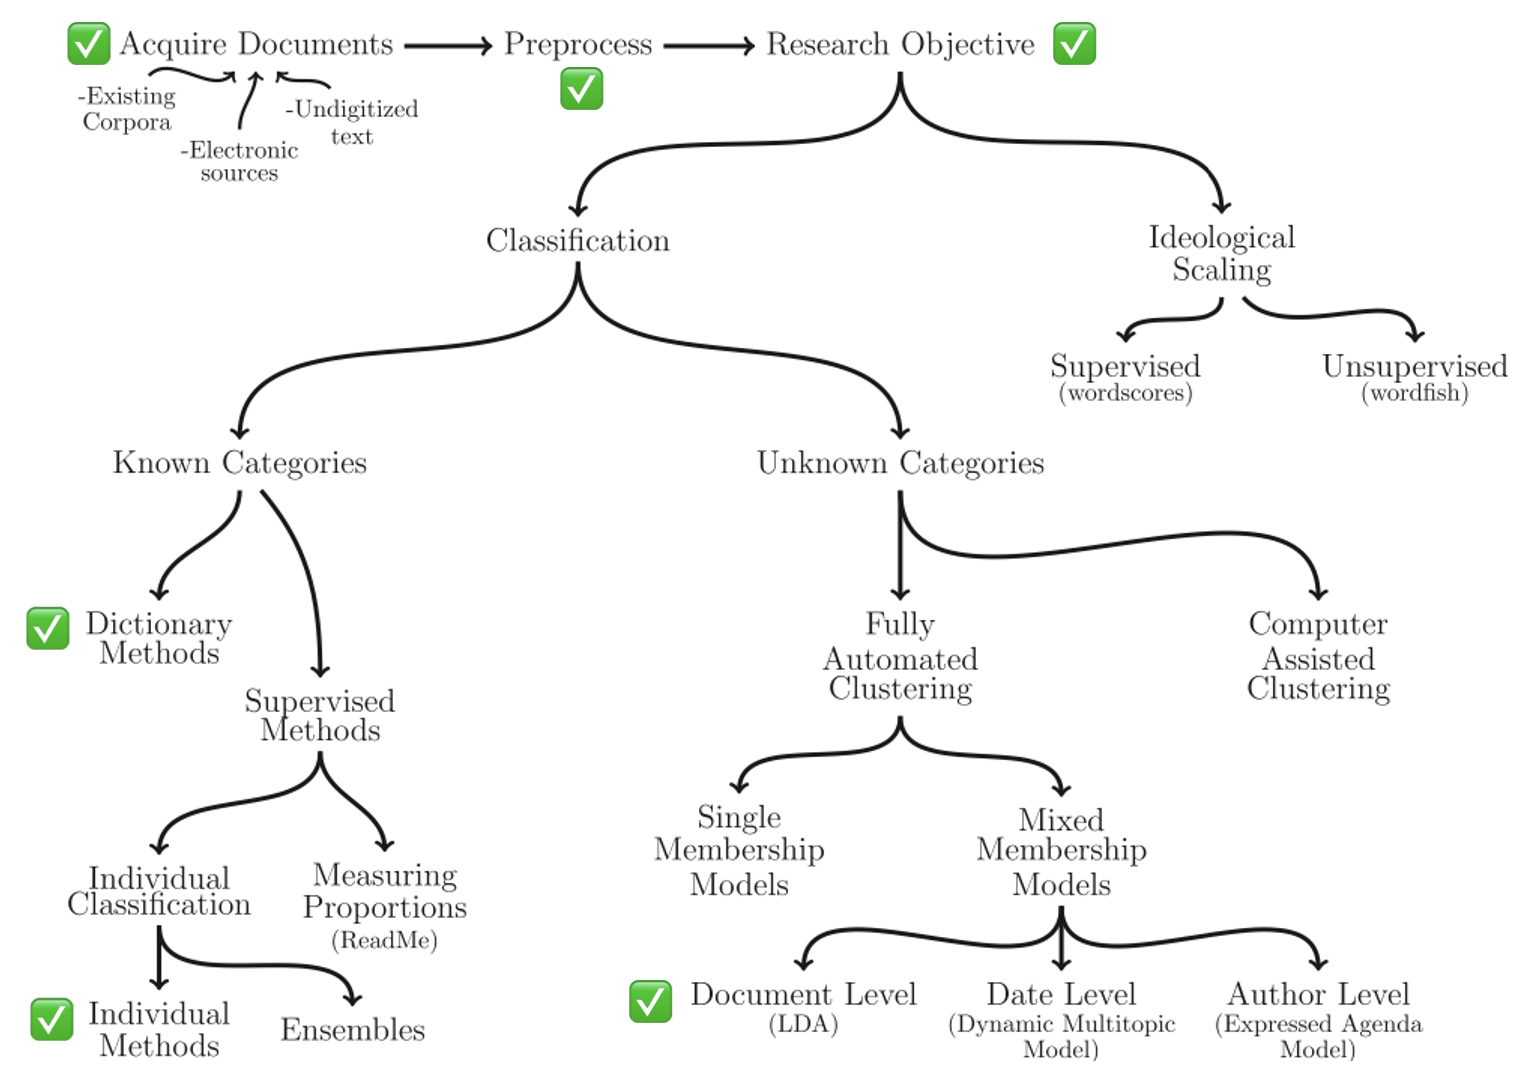 Acquire Documents
Preprocess
Research Objective
-Existing
Corpora
-Electronic
sources
-Undigitized
text
Classification
Ideological
Scaling
Supervised
(wordscores)
Unsupervised
(wordfish)
Known Categories
Unknown Categories
Dictionary
Methods
Supervised
Methods
Fully
Automated
Clustering
Computer
Assisted
Clustering
Individual
Classification
Measuring
Proportions
(ReadMe)
Single
Membership
Models
Mixed
Membership
Models
Individual
Methods
Ensembles
Document Level
(LDA)
Date Level
(Dynamic Multitopic
Model)
Author Level
(Expressed Agenda
Model)